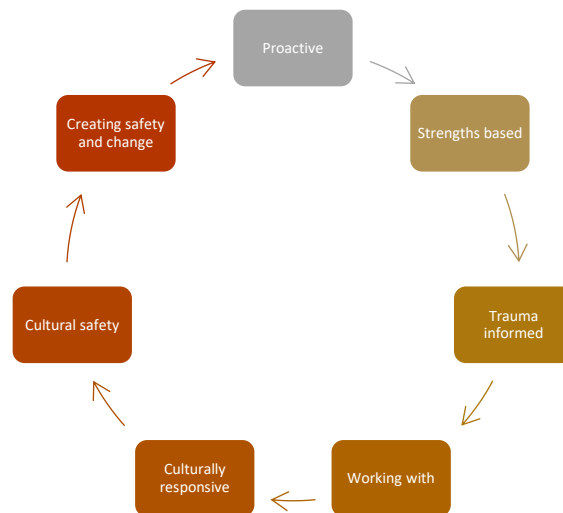 Proactive
Strengths based
Trauma
informed
Working with
Culturally
responsive
Cultural safety
Creating safety
and change